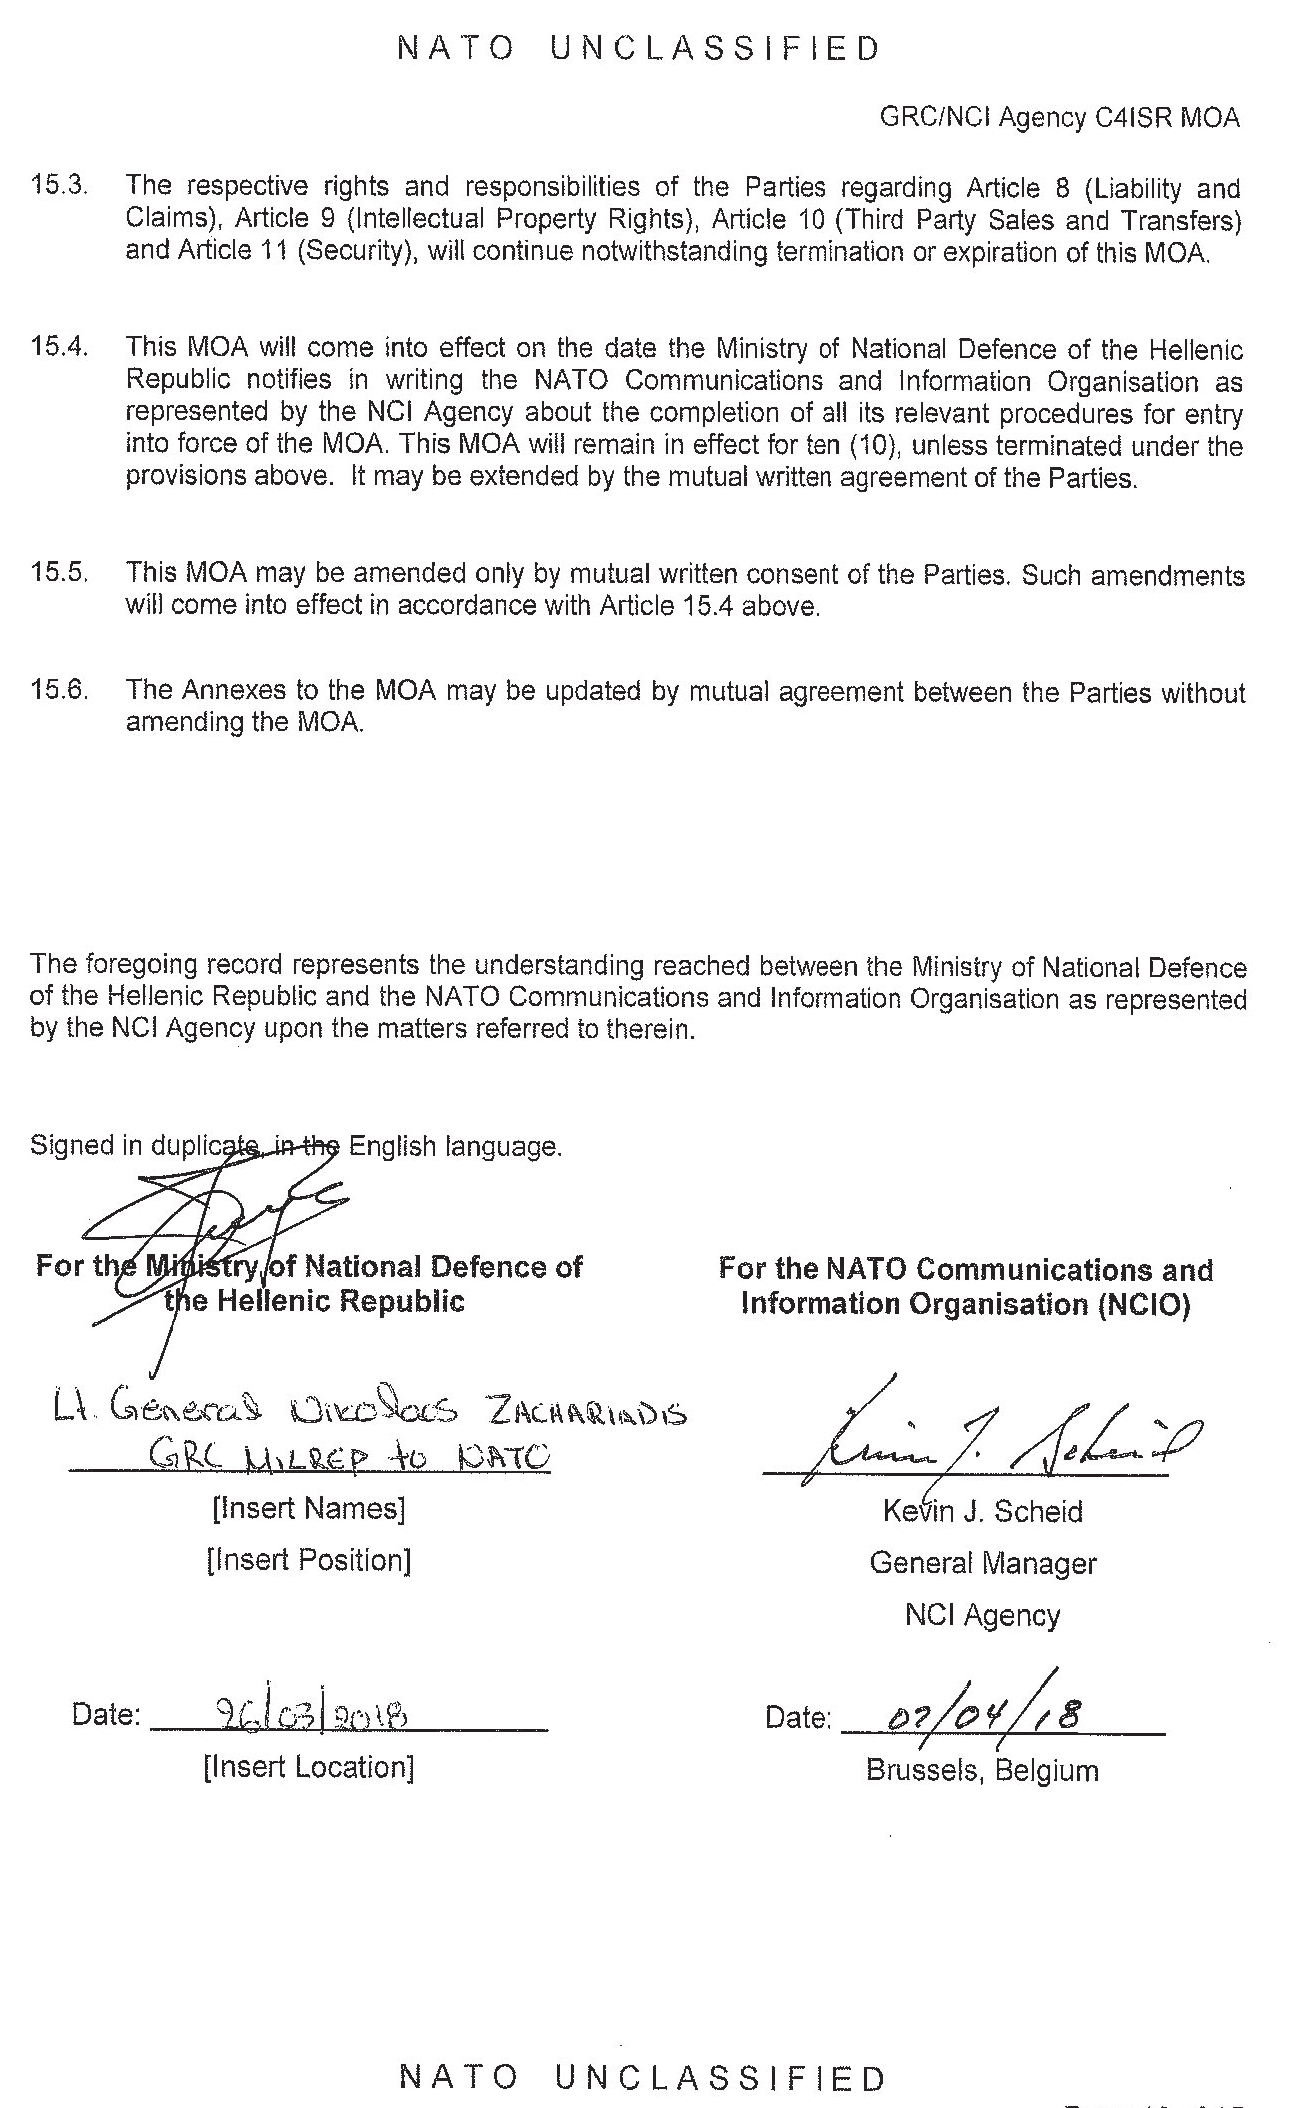 NATO UNCLASSIFIED
GRC/NCI Agency C4ISR MOA
15.3. The respective rights and responsibilities of the Parties regarding Article 8 (Liability and
Claims), Article 9 (Intellectual Property Rights), Article 10 (Third Party Sales and Transfers)
and Article 11 (Security), will continue notwithstanding termination or expiration of this MOA.
15.4. This MOA will come into effect on the date the Ministry of National Defence of the Hellenic
Republic notifies in writing the NATO Communications and Information Organisation as
represented by the NCI Agency about the completion of all its relevant procedures for entry
into force of the MOA. This MOA will remain in effect for ten (10), unless terminated under the
provisions above. It may be extended by the mutual written agreement of the Parties.
15.5. This MOA may be amended only by mutual written consent of the Parties. Such amendments
will come into effect in accordance with Article 15.4 above.
15.6. The Annexes to the MOA may be updated by mutual agreement between the Parties without
amending the MOA.
The foregoing record represents the understanding reached between the Ministry of National Defence
of the Hellenic Republic and the NATO Communications and Information Organisation as represented
by the NCI Agency upon the matters referred to therein.
Signed in duplicate, in the English language.
For the Ministry of National Defence of
the Hellenic Republic
Lt. General Nikolaos ZACHARIADIS
GRC MILREP to NATO
[Insert Names]
[Insert Position]
Date: 26/03/2018
[Insert Location]
For the NATO Communications and
Information Organisation (NCIO)
Kevin J. Scheid
Kevin J. Scheid
General Manager
NCI Agency
Date: 02/04/18
Brussels, Belgium
NATO UNCLASSIFIED